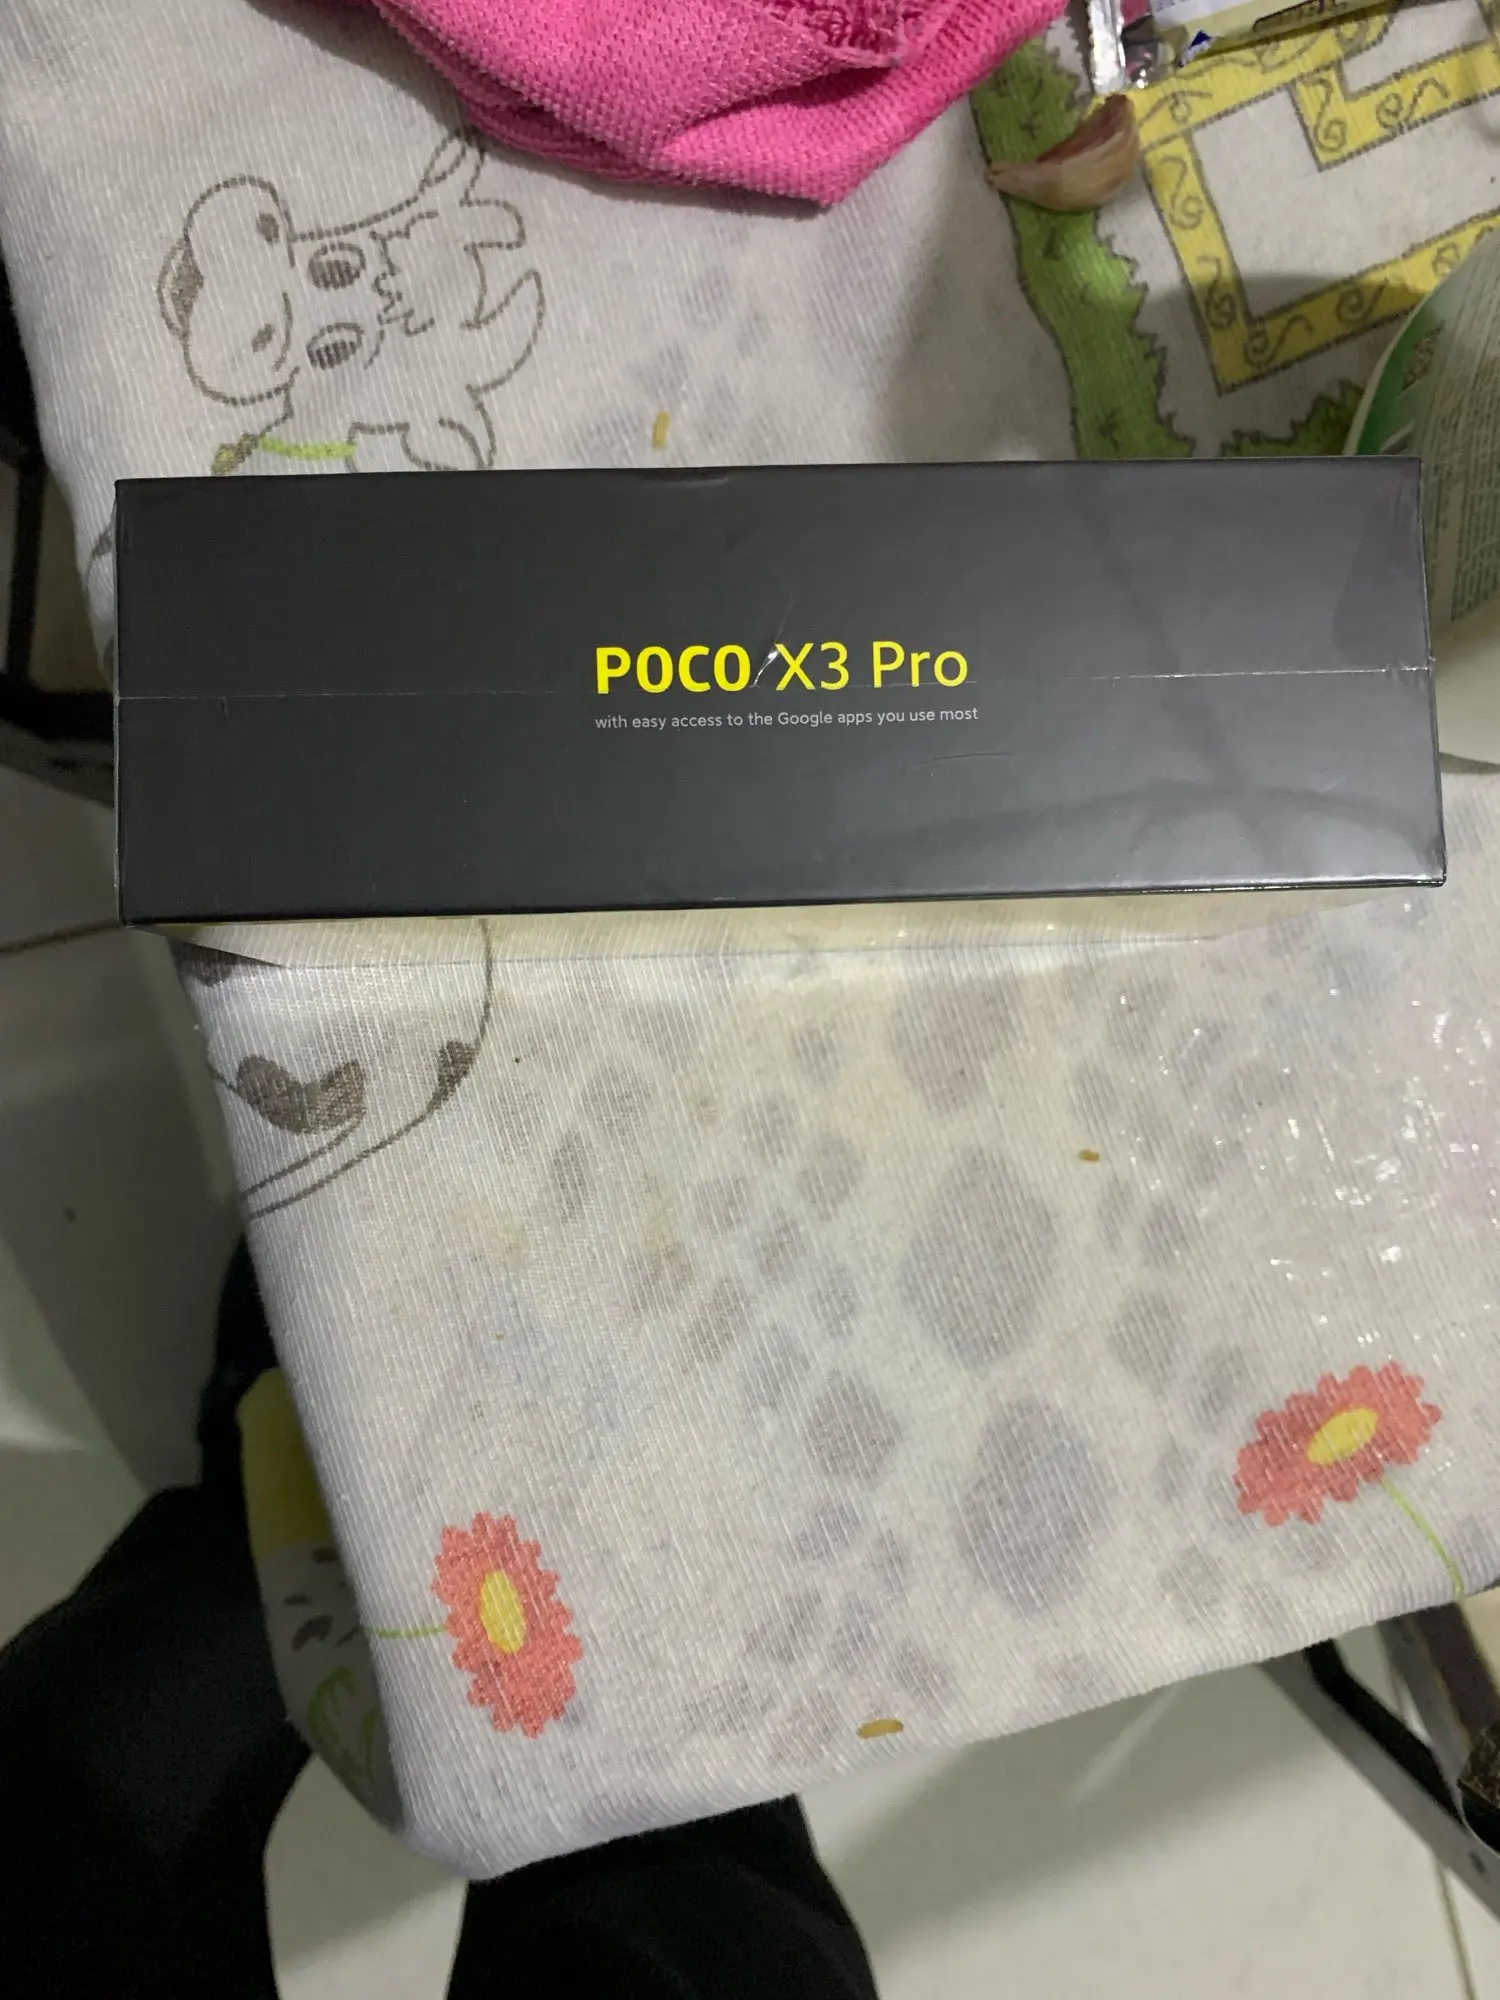 POCO X3 Pro
with easy access to the Google apps you use most